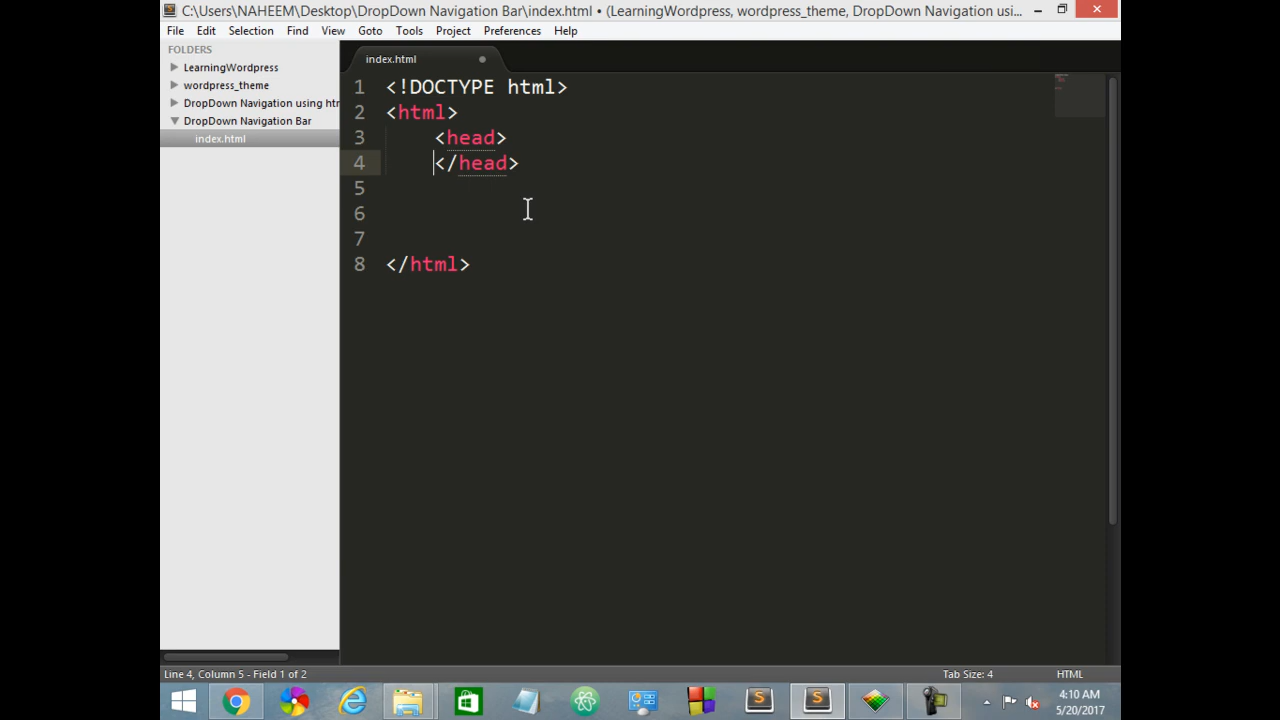 C:\Users\NAHEEM\Desktop\DropDown Navigation Bar\index.html • (LearningWordpress, wordpress_theme, DropDown Navigation usin...
File Edit Selection Find View Goto Tools Project Preferences Help
FOLDERS
LearningWordpress
wordpress_theme
DropDown Navigation using htm
DropDown Navigation Bar
index.html
index.html
1 <!DOCTYPE html>
2 <html>
3 <head>
4 </head>
5
6
7
8 </html>
Line 4, Column 5 - Field 1 of 2
Tab Size: 4
HTML
4:10 AM
5/20/2017